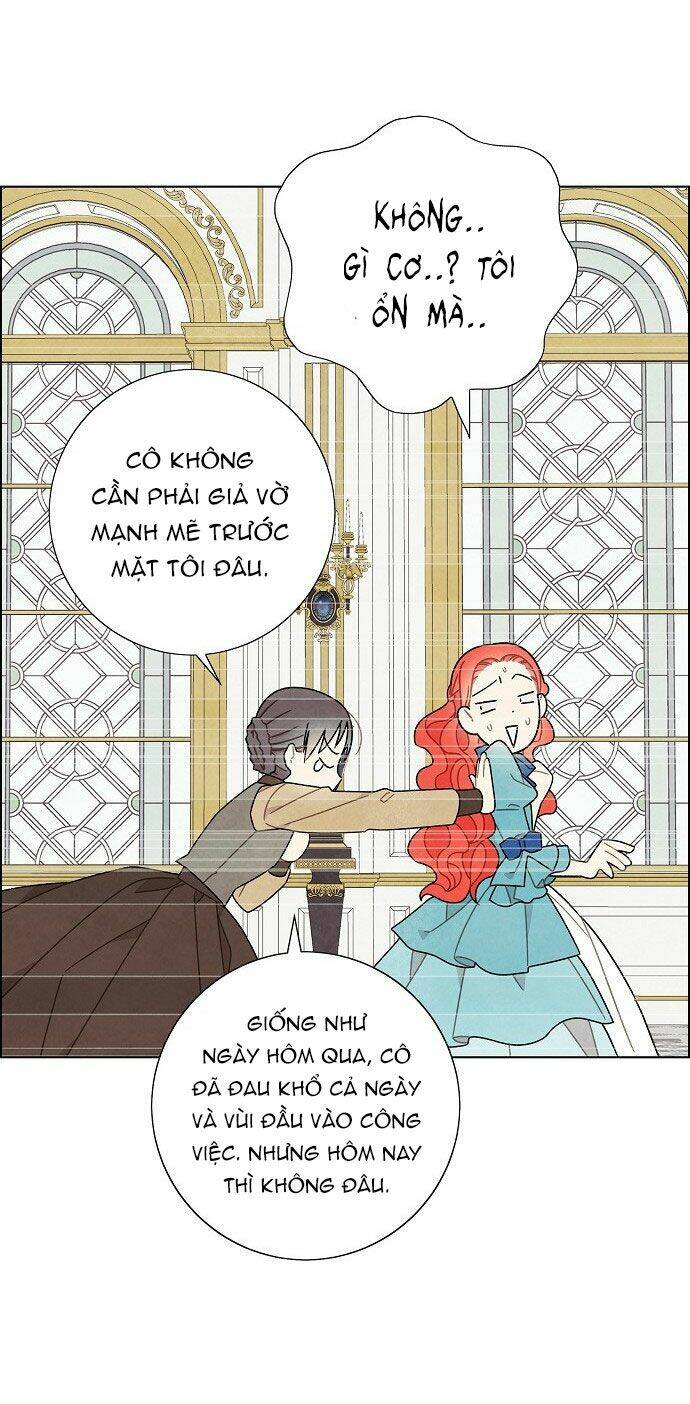 KHÔNG..
GÌ CƠ..? TÔI
ỔN MÀ..
CÔ KHÔNG
CẦN PHẢI GIẢ VỜ
MẠNH MẼ TRƯỚC
MẶT TÔI ĐÂU.
GIỐNG NHƯ
NGÀY HÔM QUA, CÔ
ĐÃ ĐAU KHỔ CẢ NGÀY
VÀ VÙI ĐẦU VÀO CÔNG
VIỆC. NHƯNG HÔM NAY
THÌ KHÔNG ĐÂU.